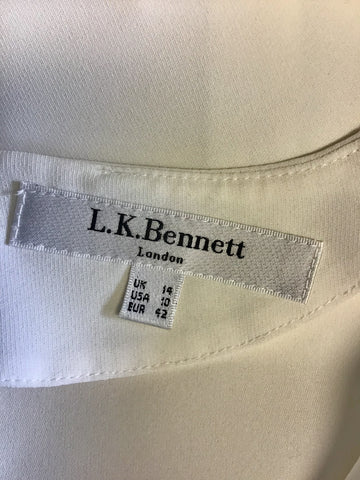 L.K.Bennett
London
UK 14
USA 10
EUR 42